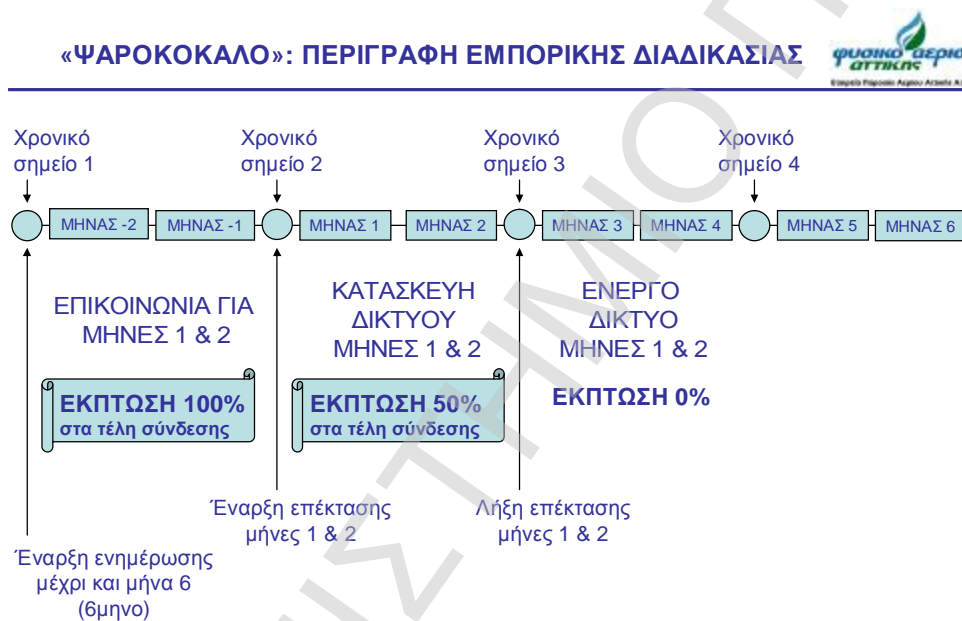 «ΨΑΡΟΚΟΚΑΛΟ»: ΠΕΡΙΓΡΑΦΗ ΕΜΠΟΡΙΚΗΣ ΔΙΑΔΙΚΑΣΙΑΣ
φυσικό αέριο
αττικής
Εταιρεία Παροχής Αερίου Αττικής Α.Ε
Χρονικό
σημείο 1
Χρονικό
σημείο 2
Χρονικό
σημείο 3
Χρονικό
σημείο 4
ΜΗΝΑΣ -2
ΜΗΝΑΣ -1
ΜΗΝΑΣ 1
ΜΗΝΑΣ 2
ΜΗΝΑΣ 3
ΜΗΝΑΣ 4
ΜΗΝΑΣ 5
ΜΗΝΑΣ 6
ΕΠΙΚΟΙΝΩΝΙΑ ΓΙΑ
ΜΗΝΕΣ 1 & 2
ΚΑΤΑΣΚΕΥΗ
ΔΙΚΤΥΟΥ
ΜΗΝΕΣ 1 & 2
ΕΝΕΡΓΟ
ΔΙΚΤΥΟ
ΜΗΝΕΣ 1 & 2
ΕΚΠΤΩΣΗ 100%
στα τέλη σύνδεσης
ΕΚΠΤΩΣΗ 50%
στα τέλη σύνδεσης
ΕΚΠΤΩΣΗ 0%
Έναρξη επέκτασης
μήνες 1 & 2
Λήξη επέκτασης
μήνες 1 & 2
Έναρξη ενημέρωσης
μέχρι και μήνα 6
(6μηνο)